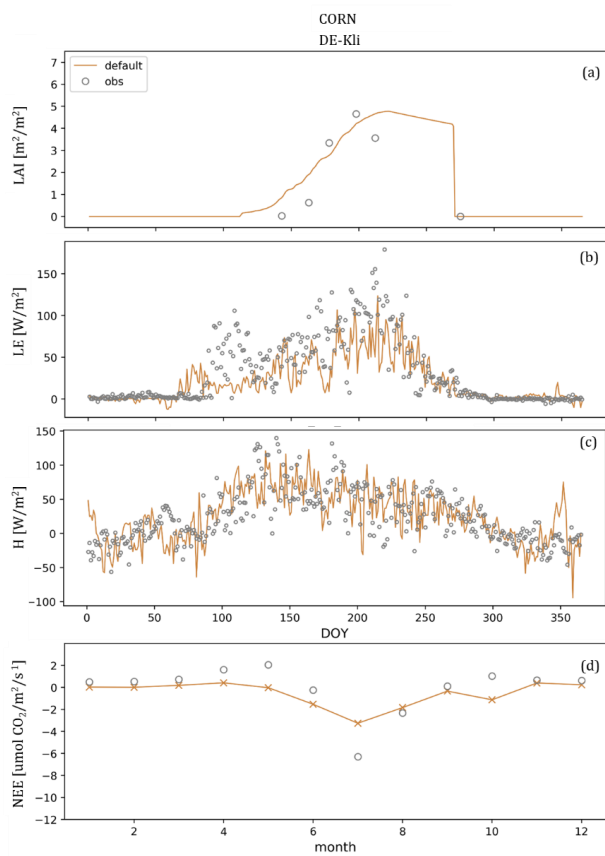 CORN
DE-Kli
7
6
5
4
3
2
1
0
LAI [m²/m²]
default
obs
(a)
150
100
50
0
LE [W/m²]
(b)
150
100
50
0
−50
−100
H [W/m²]
(c)
0 50 100 150 200 250 300 350
DOY
2
0
−2
−4
−6
−8
−10
−12
NEE [umol CO₂/m²/s⁻¹]
(d)
2 4 6 8 10 12
month